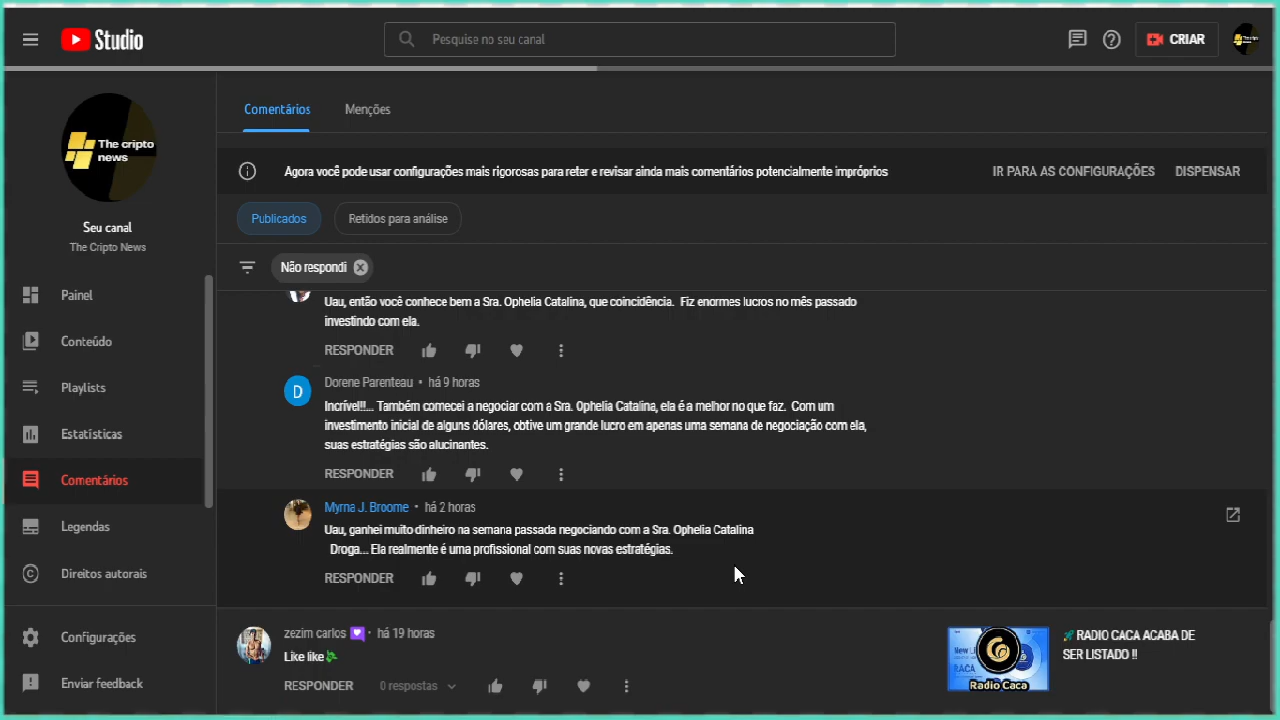 Studio
Pesquise no seu canal
CRIAR
The cripto
news
Seu canal
The Cripto News
Painel
Conteúdo
Playlists
Estatísticas
Comentários
Legendas
Direitos autorais
Configurações
Enviar feedback
Comentários
Menções
Agora você pode usar configurações mais rigorosas para reter e revisar ainda mais comentários potencialmente impróprios
IR PARA AS CONFIGURAÇÕES
DISPENSAR
Publicados
Retidos para análise
Não respondi
Uau, então você conhece bem a Sra. Ophelia Catalina, que coincidência. Fiz enormes lucros no mês passado
investindo com ela.
RESPONDER
D
Dorene Parenteau • há 9 horas
Incrível!!!... Também comecei a negociar com a Sra. Ophelia Catalina, ela é a melhor no que faz. Com um
investimento inicial de alguns dólares, obtive um grande lucro em apenas uma semana de negociação com ela,
suas estratégias são alucinantes.
RESPONDER
Myrna J. Broome • há 2 horas
Uau, ganhei muito dinheiro na semana passada negociando com a Sra. Ophelia Catalina
Droga... Ela realmente é uma profissional com suas novas estratégias.
RESPONDER
zezim carlos • há 19 horas
Like like
RESPONDER
0 respostas
Radio Caca
🚀RADIO CACA ACABA DE
SER LISTADO !!